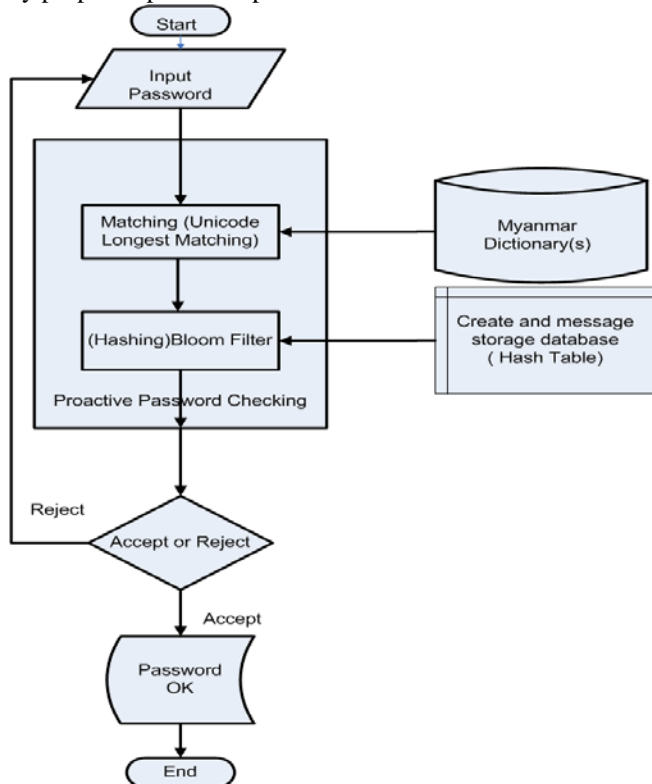 Start
Input
Password
Matching (Unicode
Longest Matching)
Myanmar
Dictionary(s)
(Hashing)Bloom Filter
Create and message
storage database
( Hash Table)
Proactive Password Checking
Reject
Accept or Reject
Accept
Password
OK
End